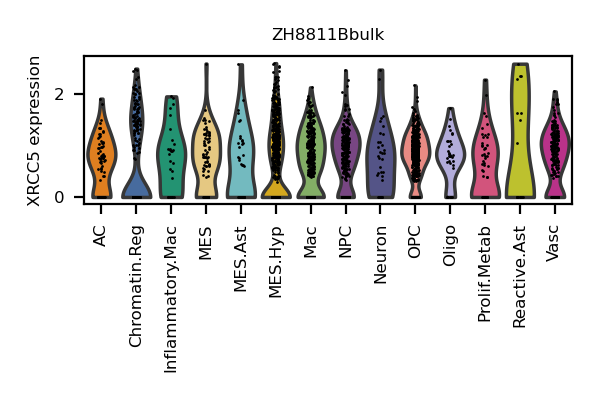 ZH8811Bbulk
XRCC5 expression
2
0
AC
Chromatin.Reg
Inflammatory.Mac
MES
MES.Ast
MES.Hyp
Mac
NPC
Neuron
OPC
Oligo
Prolif.Metab
Reactive.Ast
Vasc